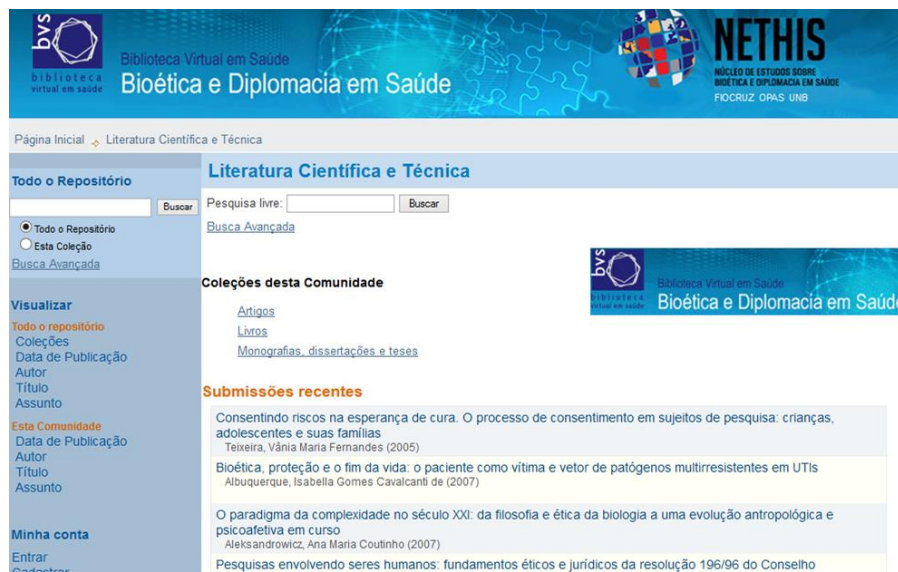 bvs
biblioteca
virtual em saúde
Biblioteca Virtual em Saúde
Bioética e Diplomacia em Saúde
NETHIS
NÚCLEO DE ESTUDOS SOBRE
BIOÉTICA E DIPLOMACIA EM SAÚDE
FIOCRUZ OPAS UNB
Página Inicial Literatura Científica e Técnica
Todo o Repositório
Buscar
Todo o Repositório
Esta Coleção
Busca Avançada
Visualizar
Todo o repositório
Coleções
Data de Publicação
Autor
Título
Assunto
Esta Comunidade
Data de Publicação
Autor
Título
Assunto
Minha conta
Entrar
Cadastrar
Literatura Científica e Técnica
Pesquisa livre: Buscar
Busca Avançada
bvs
biblioteca
virtual em saúde
Biblioteca Virtual em Saúde
Bioética e Diplomacia em Saúde
Coleções desta Comunidade
Artigos
Livros
Monografias, dissertações e teses
Submissões recentes
Consentindo riscos na esperança de cura. O processo de consentimento em sujeitos de pesquisa: crianças,
adolescentes e suas famílias
Teixeira, Vânia Maria Fernandes (2005)
Bioética, proteção e o fim da vida: o paciente como vítima e vetor de patógenos multirresistentes em UTIs
Albuquerque, Isabella Gomes Cavalcanti de (2007)
O paradigma da complexidade no século XXI: da filosofia e ética da biologia a uma evolução antropológica e
psicoafetiva em curso
Aleksandrowicz, Ana Maria Coutinho (2007)
Pesquisas envolvendo seres humanos: fundamentos éticos e jurídicos da resolução 196/96 do Conselho